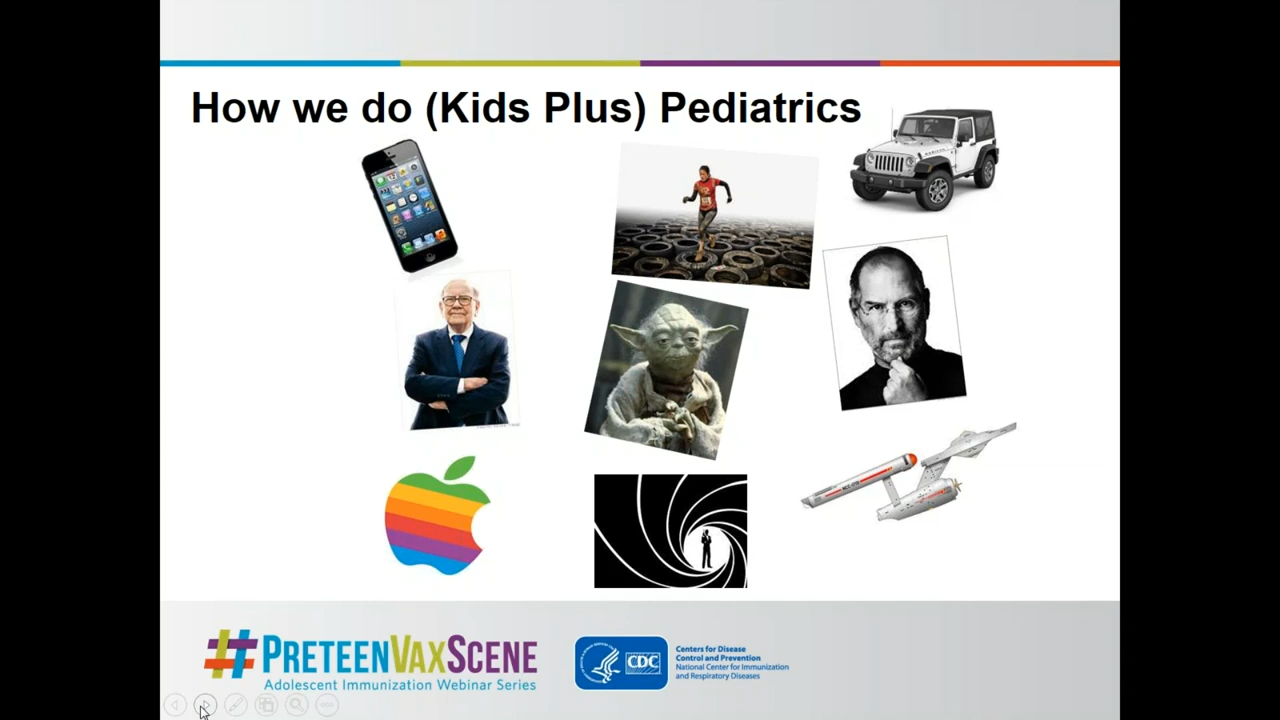 How we do (Kids Plus) Pediatrics
#PRETEENVAXSCENE
Adolescent Immunization Webinar Series
CDC
Centers for Disease
Control and Prevention
National Center for Immunization
and Respiratory Diseases